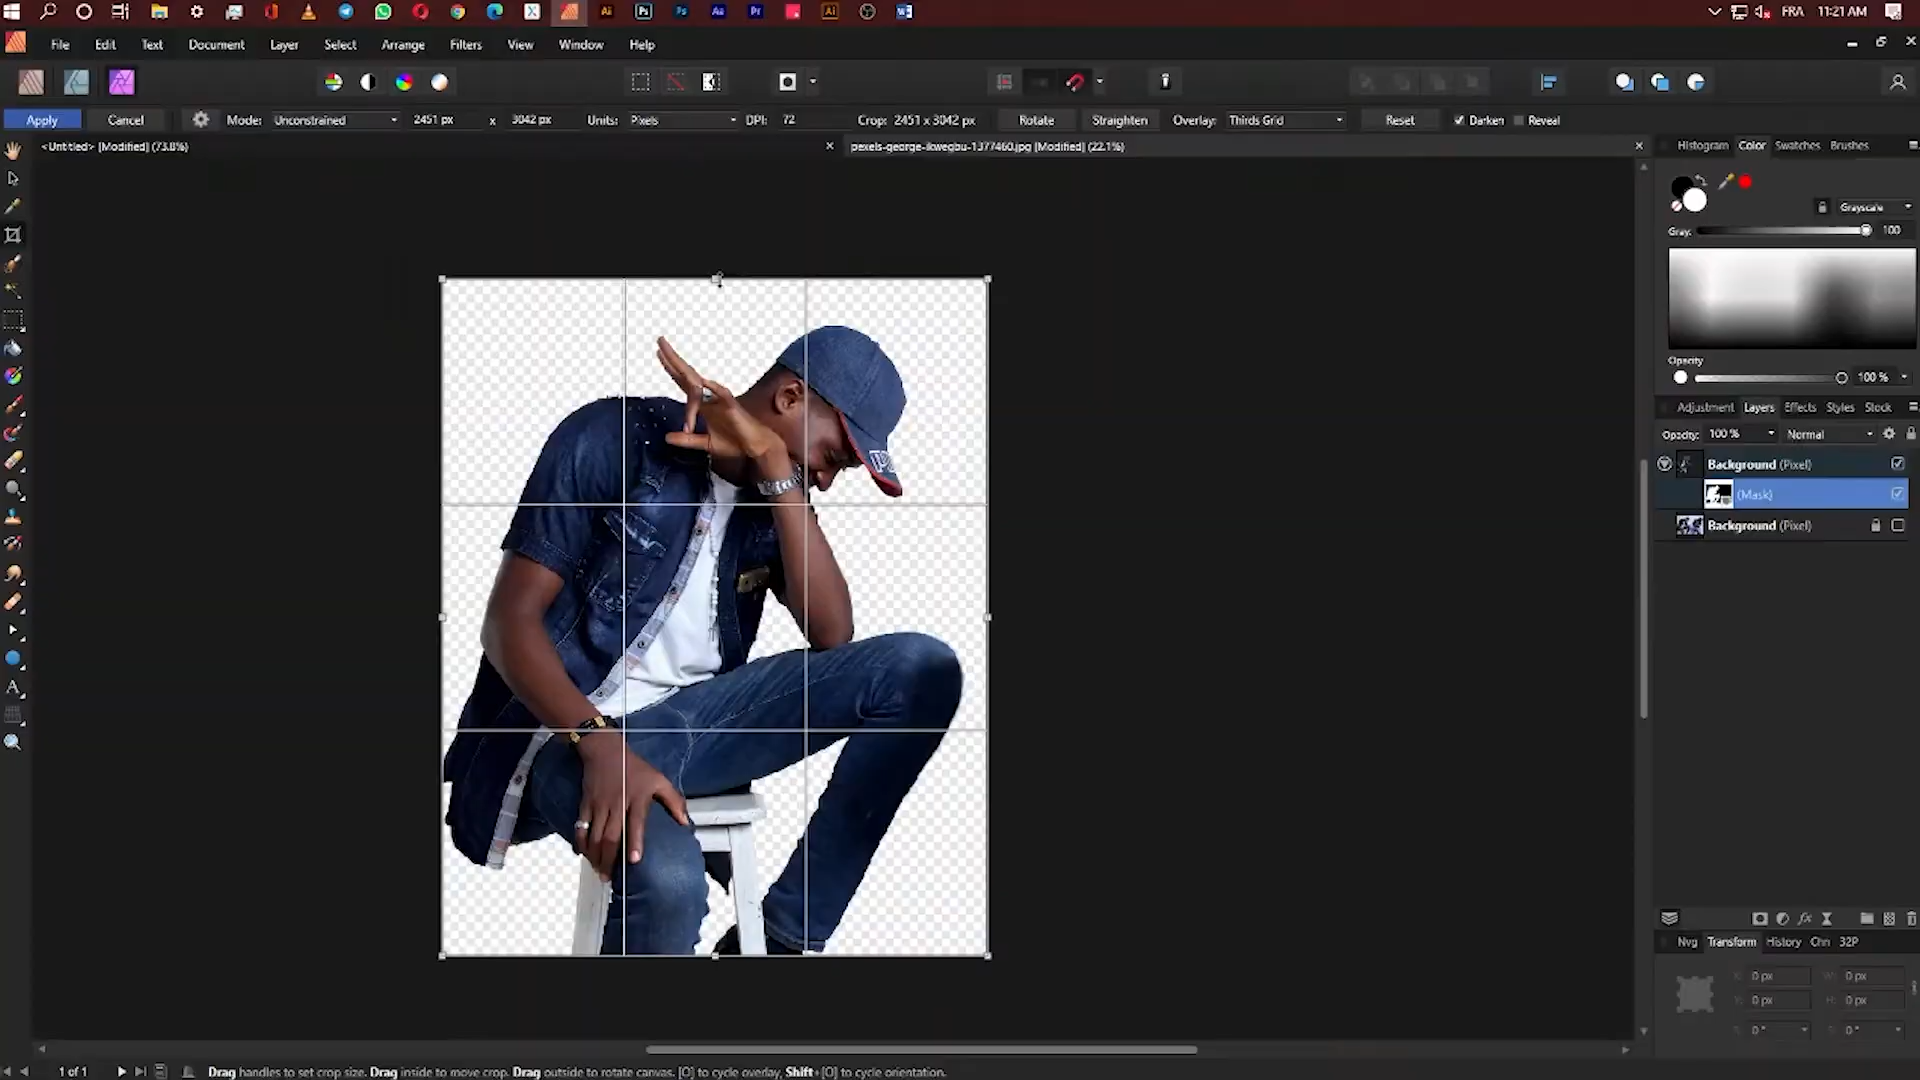 FRA 11:21 AM
File Edit Text Document Layer Select Arrange Filters View Window Help
Apply Cancel Mode: Unconstrained 2451 px x 3042 px Units: Pixels DPI: 72 Crop: 2451 x 3042 px Rotate Straighten Overlay: Thirds Grid Reset Darken Reveal
<Untitled> [Modified] (73.8%) pexels-george-ikwegbu-1377460.jpg [Modified] (22.1%)
Histogram Color Swatches Brushes
Grayscale
Gray: 100
Opacity
100 %
Adjustment Layers Effects Styles Stock
Opacity: 100 % Normal
Background (Pixel)
(Mask)
Background (Pixel)
Nvg Transform History Chn 32P
X: 0 px W: 0 px
Y: 0 px H: 0 px
0 ° 0 °
1 of 1 Drag handles to set crop size. Drag inside to move crop. Drag outside to rotate canvas. [O] to cycle overlay, Shift+[O] to cycle orientation.